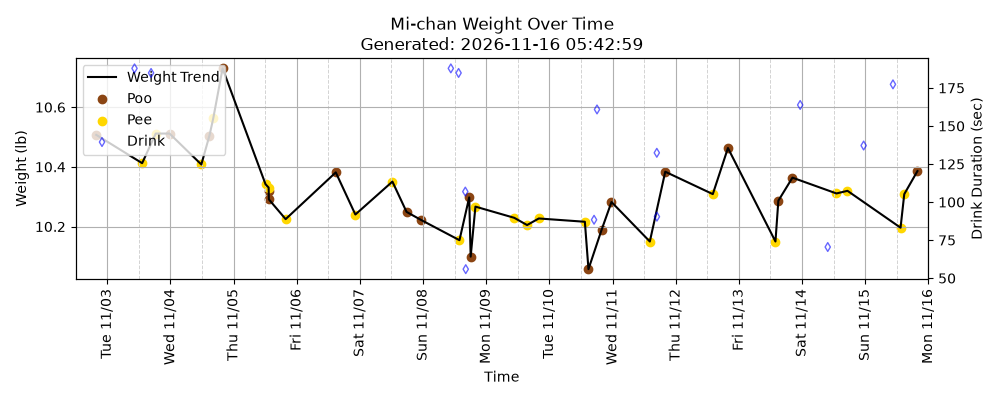 Mi-chan Weight Over Time
Generated: 2026-11-16 05:42:59
Weight Trend
Poo
Pee
Drink
Weight (lb)
10.6
10.4
10.2
Drink Duration (sec)
175
150
125
100
75
50
Tue 11/03
Wed 11/04
Thu 11/05
Fri 11/06
Sat 11/07
Sun 11/08
Mon 11/09
Tue 11/10
Wed 11/11
Thu 11/12
Fri 11/13
Sat 11/14
Sun 11/15
Mon 11/16
Time